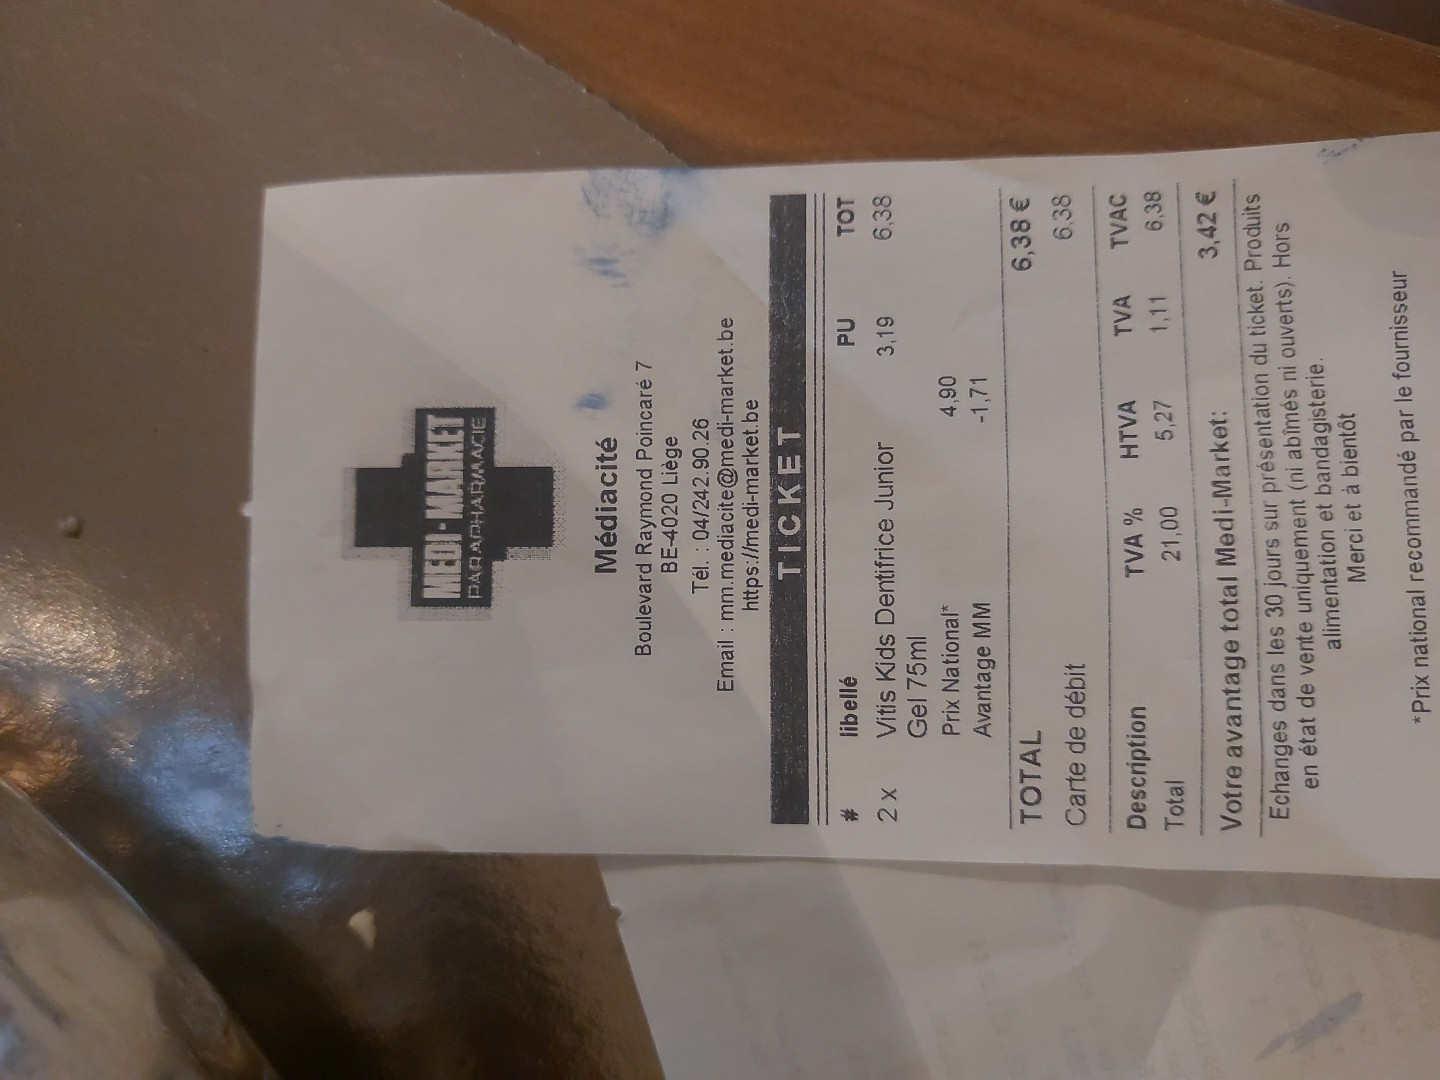 MEDI-MARKET
PARAPHARMACIE
Médiacité
Boulevard Raymond Poincaré 7
BE-4020 Liège
Tél. : 04/242.90.26
Email : mm.mediacite@medi-market.be
https://medi-market.be
TICKET
# libellé PU TOT
2 x Vitis Kids Dentifrice Junior 3,19 6,38
Gel 75ml
Prix National* 4,90
Avantage MM -1,71
TOTAL 6,38 €
Carte de débit 6,38
Description TVA % HTVA TVA TVAC
Total 21,00 5,27 1,11 6,38
Votre avantage total Medi-Market: 3,42 €
Echanges dans les 30 jours sur présentation du ticket. Produits
en état de vente uniquement (ni abîmés ni ouverts). Hors
alimentation et bandagisterie.
Merci et à bientôt
*Prix national recommandé par le fournisseur